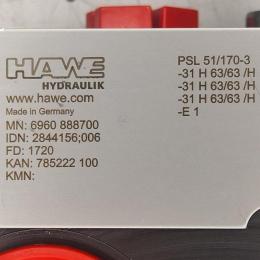 HAWE
HYDRAULIK
www.hawe.com
Made in Germany
MN: 6960 888700
IDN: 2844156;006
FD: 1720
KAN: 785222 100
KMN:
PSL 51/170-3
-31 H 63/63 /H
-31 H 63/63 /H
-31 H 63/63 /H
-E 1